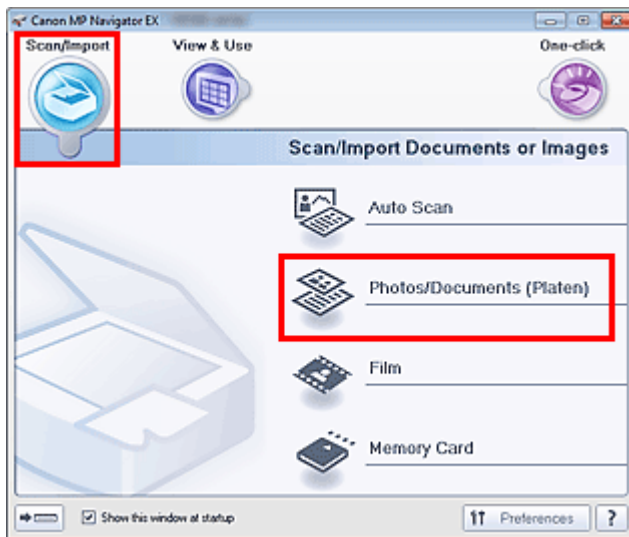 Canon MP Navigator EX
Scan/Import View & Use One-click
Scan/Import Documents or Images
Auto Scan
Photos/Documents (Platen)
Film
Memory Card
Show this window at startup
Preferences ?